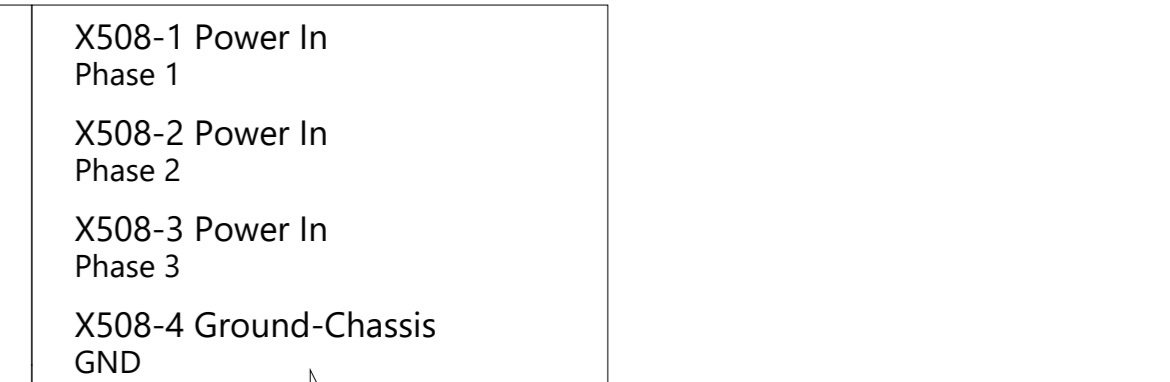 X508-1 Power In
Phase 1
X508-2 Power In
Phase 2
X508-3 Power In
Phase 3
X508-4 Ground-Chassis
GND